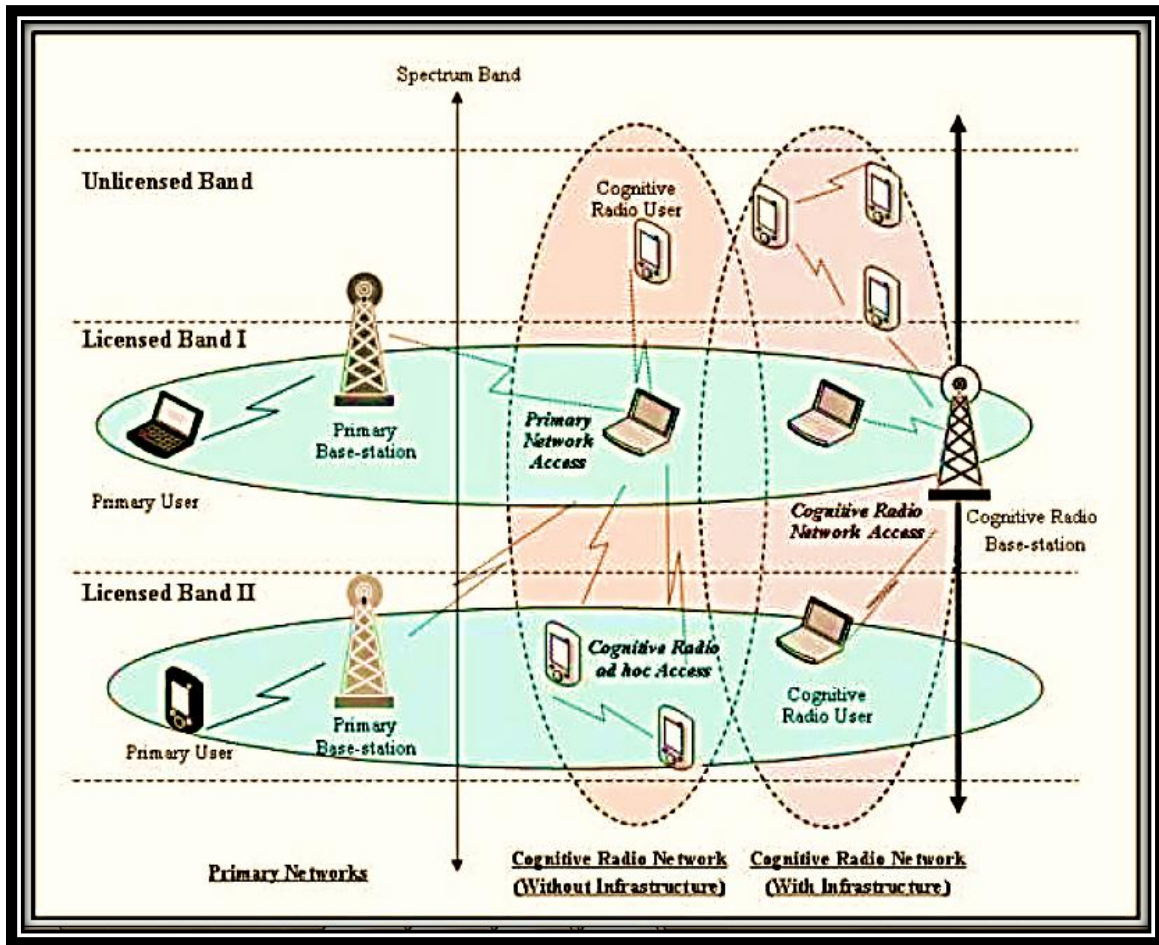 Spectrum Band
Unlicensed Band
Cognitive
Radio User
Licensed Band I
Primary
Base-station
Primary
Network
Access
Primary User
Cognitive Radio
Network Access
Cognitive Radio
Base-station
Licensed Band II
Cognitive Radio
ad hoc Access
Cognitive
Radio User
Primary User
Primary
Base-station
Primary Networks
Cognitive Radio Network
(Without Infrastructure)
Cognitive Radio Network
(With Infrastructure)